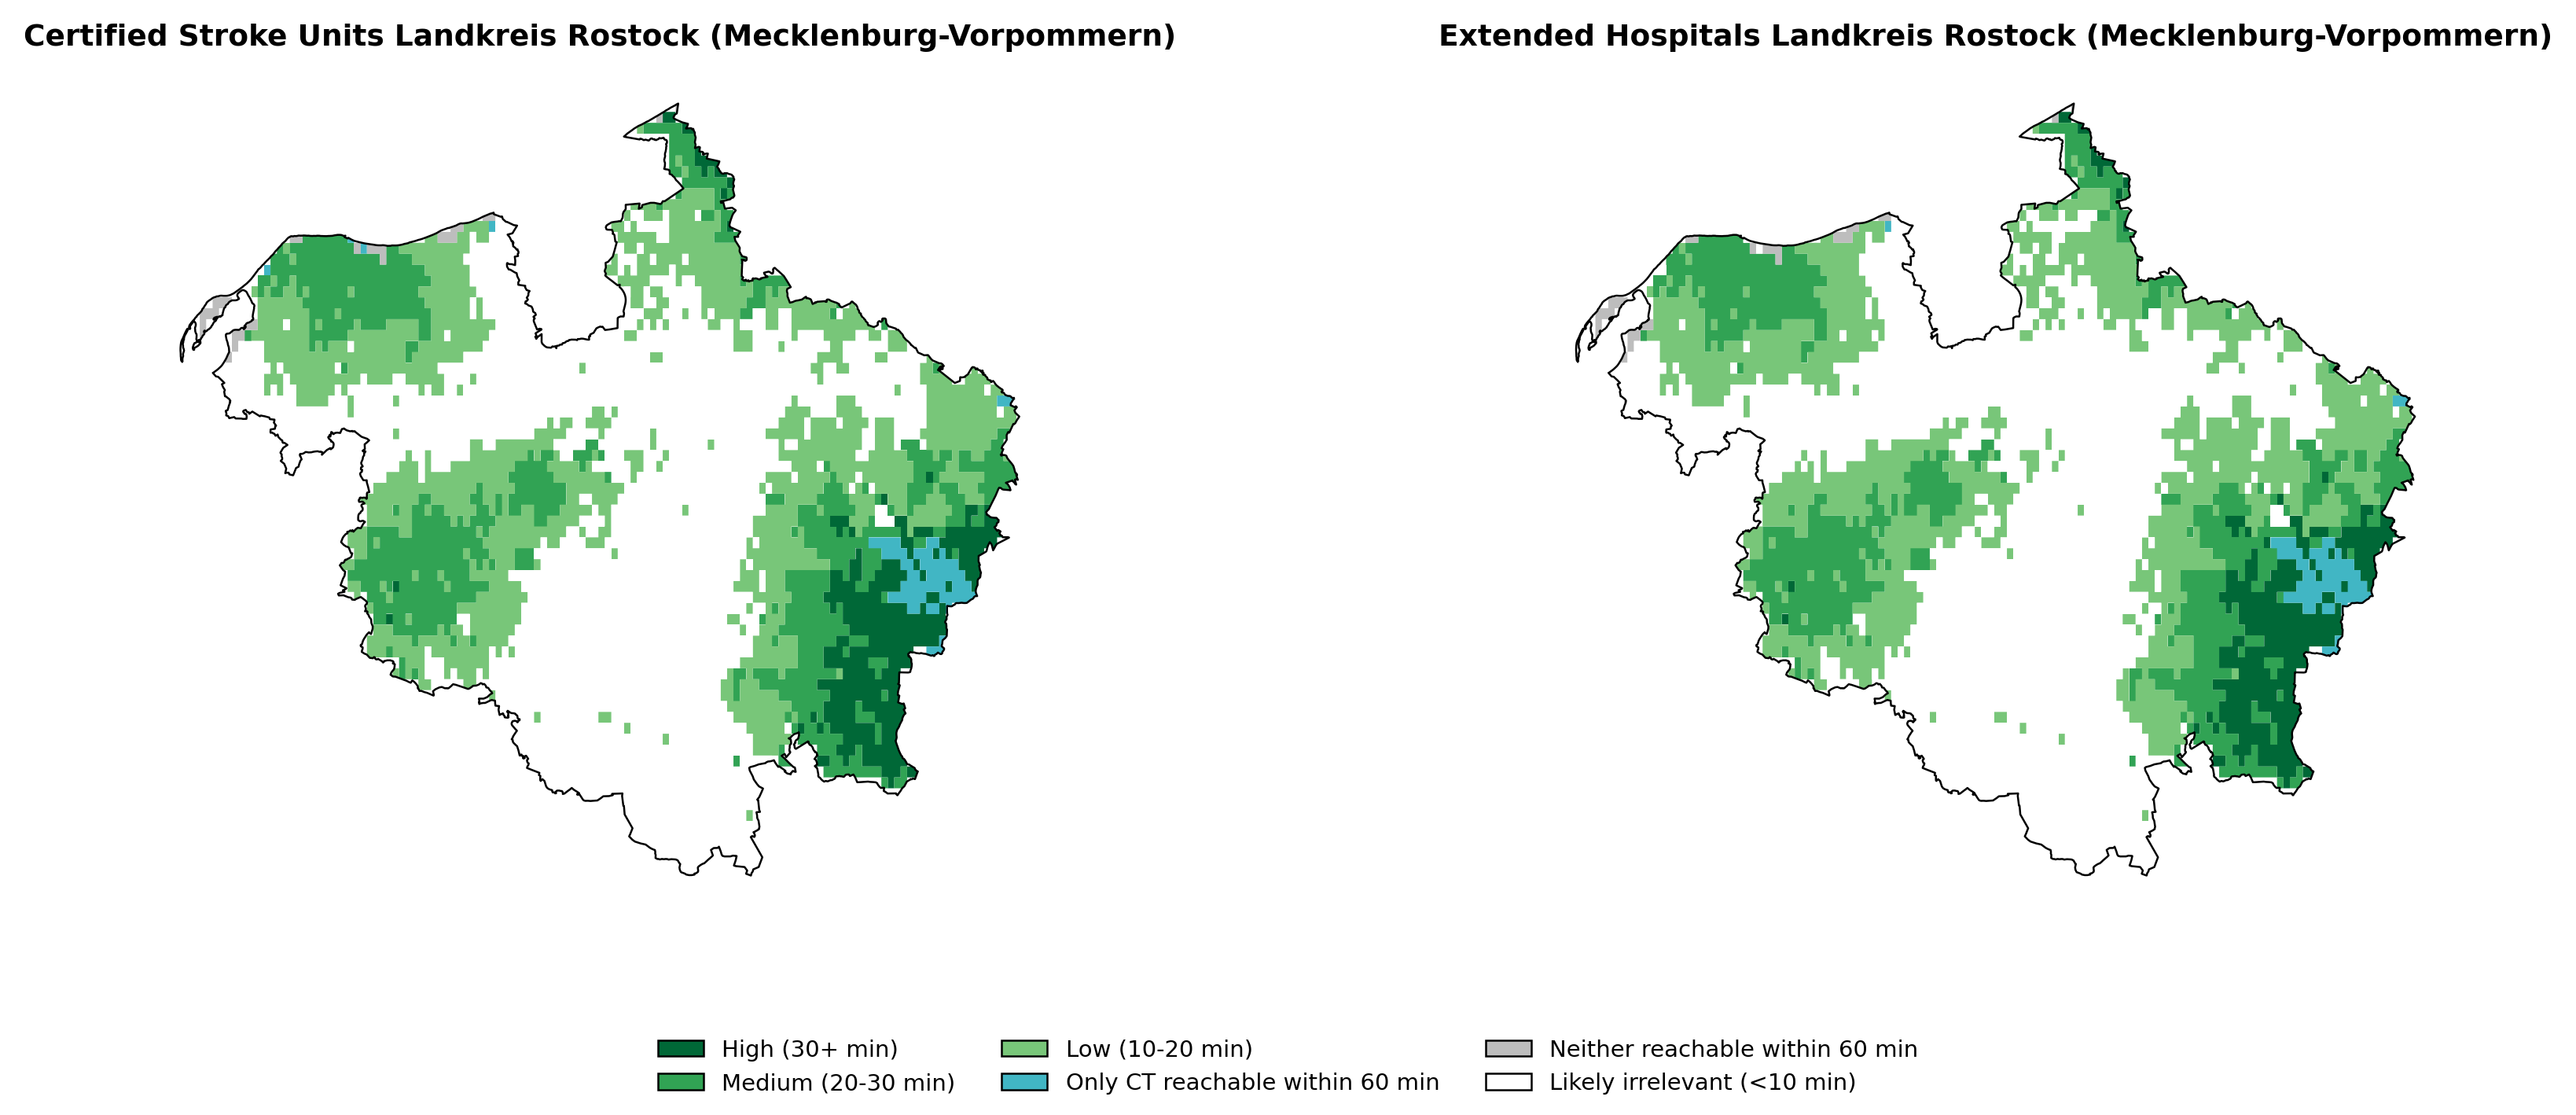 Certified Stroke Units Landkreis Rostock (Mecklenburg-Vorpommern)
Extended Hospitals Landkreis Rostock (Mecklenburg-Vorpommern)
High (30+ min)
Medium (20-30 min)
Low (10-20 min)
Only CT reachable within 60 min
Neither reachable within 60 min
Likely irrelevant (<10 min)